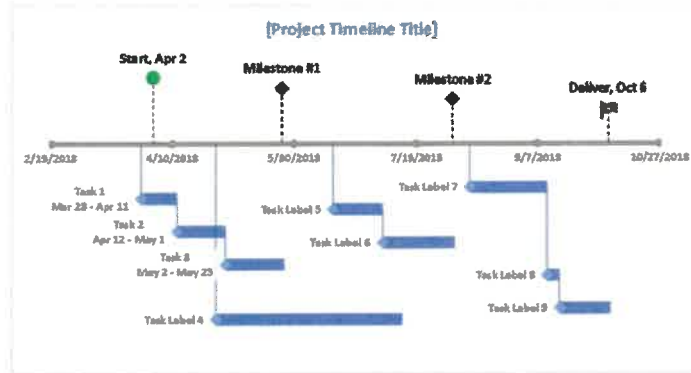 [Project Timeline Title]
Start, Apr 2
Milestone #1
Milestone #2
Deliver, Oct 6
2/19/2018
4/10/2018
5/30/2018
7/19/2018
9/7/2018
10/27/2018
Task 1
Mar 28 - Apr 11
Task 2
Apr 12 - May 1
Task 3
May 2 - May 25
Task Label 4
Task Label 5
Task Label 6
Task Label 7
Task Label 8
Task Label 9